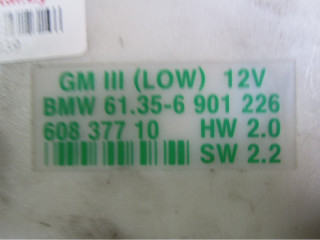 GM III (LOW) 12V
BMW 61.35-6 901 226
608 377 10 HW 2.0
SW 2.2